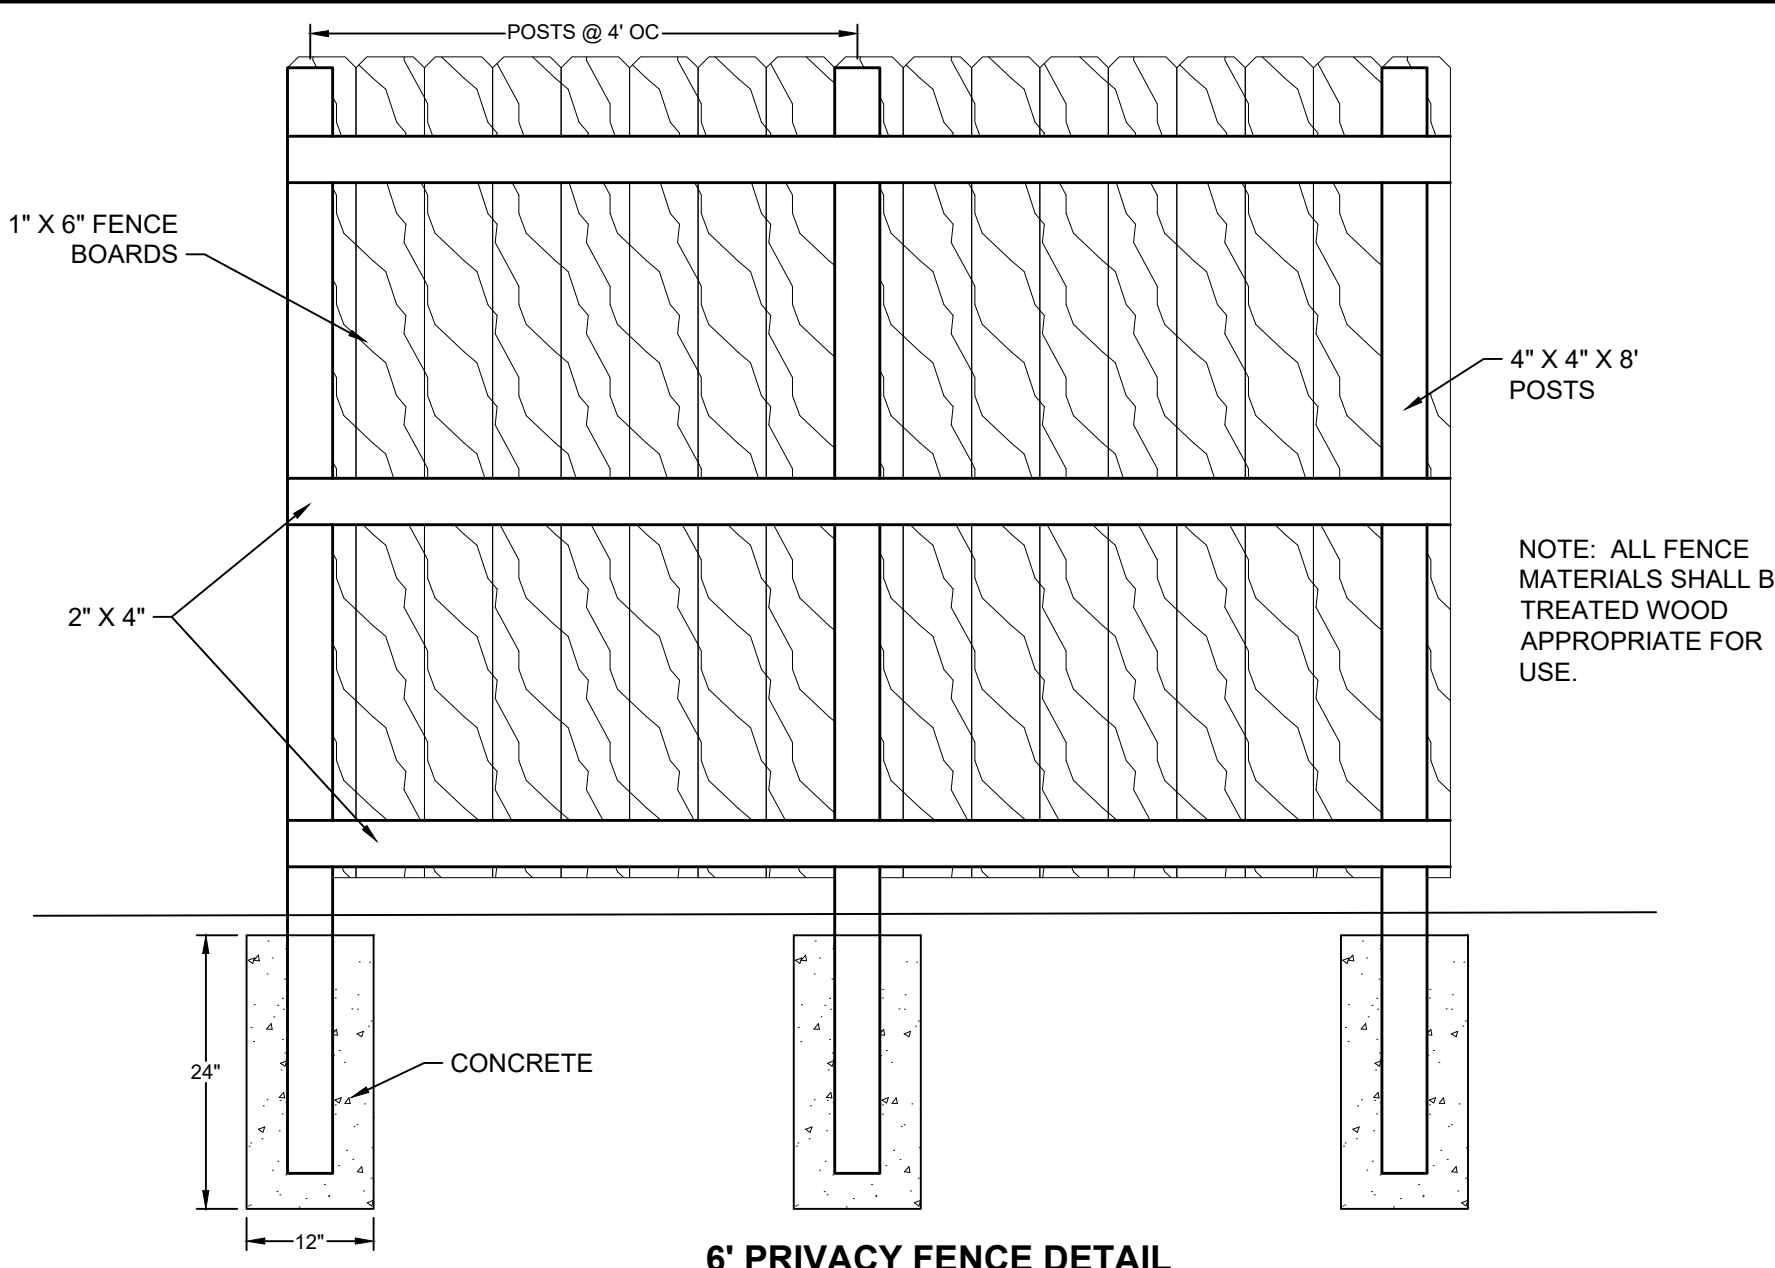 POSTS @ 4' OC
1" X 6" FENCE
BOARDS
4" X 4" X 8'
POSTS
NOTE: ALL FENCE
MATERIALS SHALL B
TREATED WOOD
APPROPRIATE FOR
USE.
2" X 4"
CONCRETE
24"
12"
6' PRIVACY FENCE DETAIL